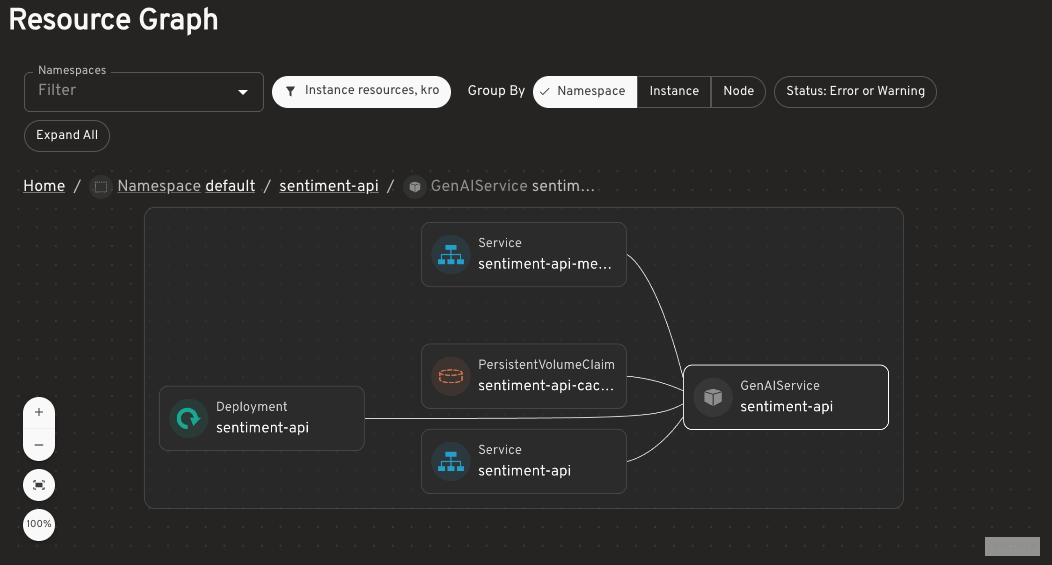 Resource Graph
Namespaces
Filter
Instance resources, kro
Group By
Namespace
Instance
Node
Status: Error or Warning
Expand All
Home / Namespace default / sentiment-api / GenAIService sentim...
Service
sentiment-api-me...
PersistentVolumeClaim
sentiment-api-cac...
GenAIService
sentiment-api
Deployment
sentiment-api
Service
sentiment-api
+
−
100%